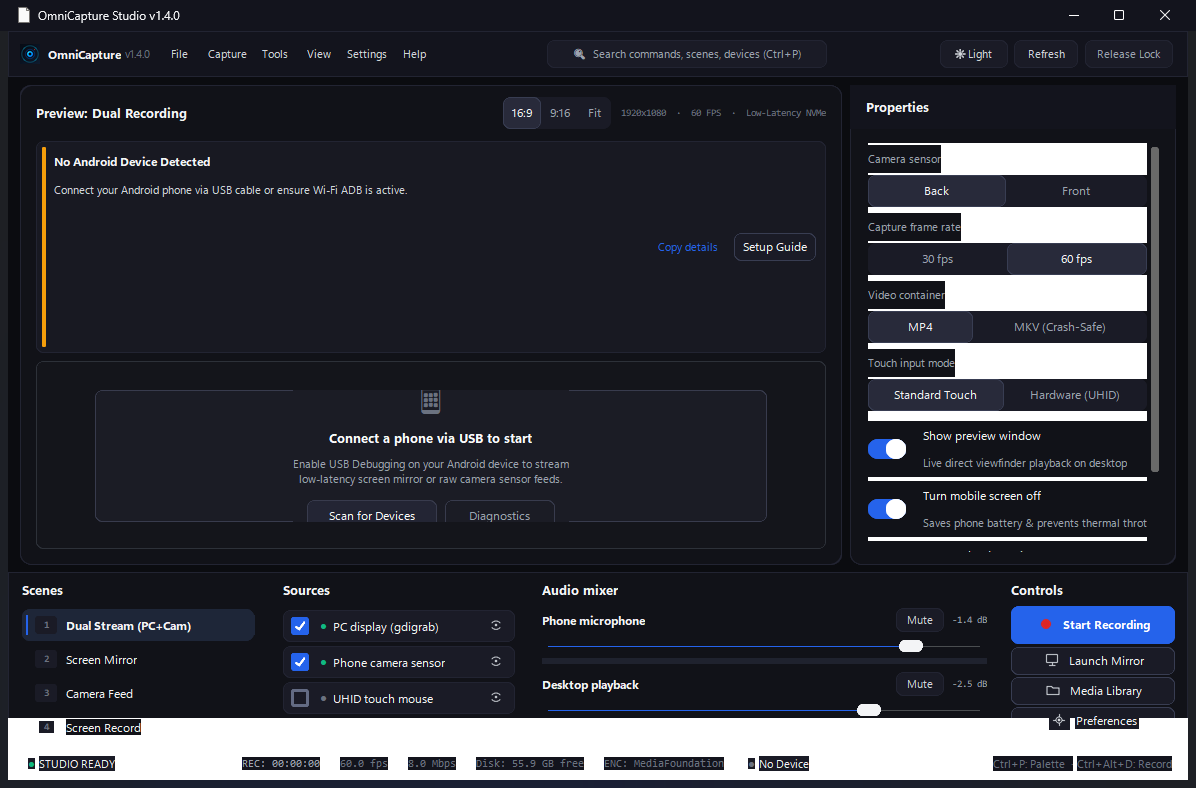 OmniCapture Studio v1.4.0
OmniCapture v1.4.0 File Capture Tools View Settings Help Search commands, scenes, devices (Ctrl+P) Light Refresh Release Lock
Preview: Dual Recording 16:9 9:16 Fit 1920x1080 · 60 FPS · Low-Latency NVMe
No Android Device Detected
Connect your Android phone via USB cable or ensure Wi-Fi ADB is active.
Copy details Setup Guide
Connect a phone via USB to start
Enable USB Debugging on your Android device to stream
low-latency screen mirror or raw camera sensor feeds.
Scan for Devices Diagnostics
Properties
Camera sensor
Back Front
Capture frame rate
30 fps 60 fps
Video container
MP4 MKV (Crash-Safe)
Touch input mode
Standard Touch Hardware (UHID)
Show preview window
Live direct viewfinder playback on desktop
Turn mobile screen off
Saves phone battery & prevents thermal throt
Scenes
1 Dual Stream (PC+Cam)
2 Screen Mirror
3 Camera Feed
4 Screen Record
Sources
PC display (gdigrab)
Phone camera sensor
UHID touch mouse
Audio mixer
Phone microphone Mute -1.4 dB
Desktop playback Mute -2.5 dB
Controls
Start Recording
Launch Mirror
Media Library
Preferences
STUDIO READY REC: 00:00:00 60.0 fps 8.0 Mbps Disk: 55.9 GB free ENC: MediaFoundation No Device Ctrl+P: Palette Ctrl+Alt+D: Record